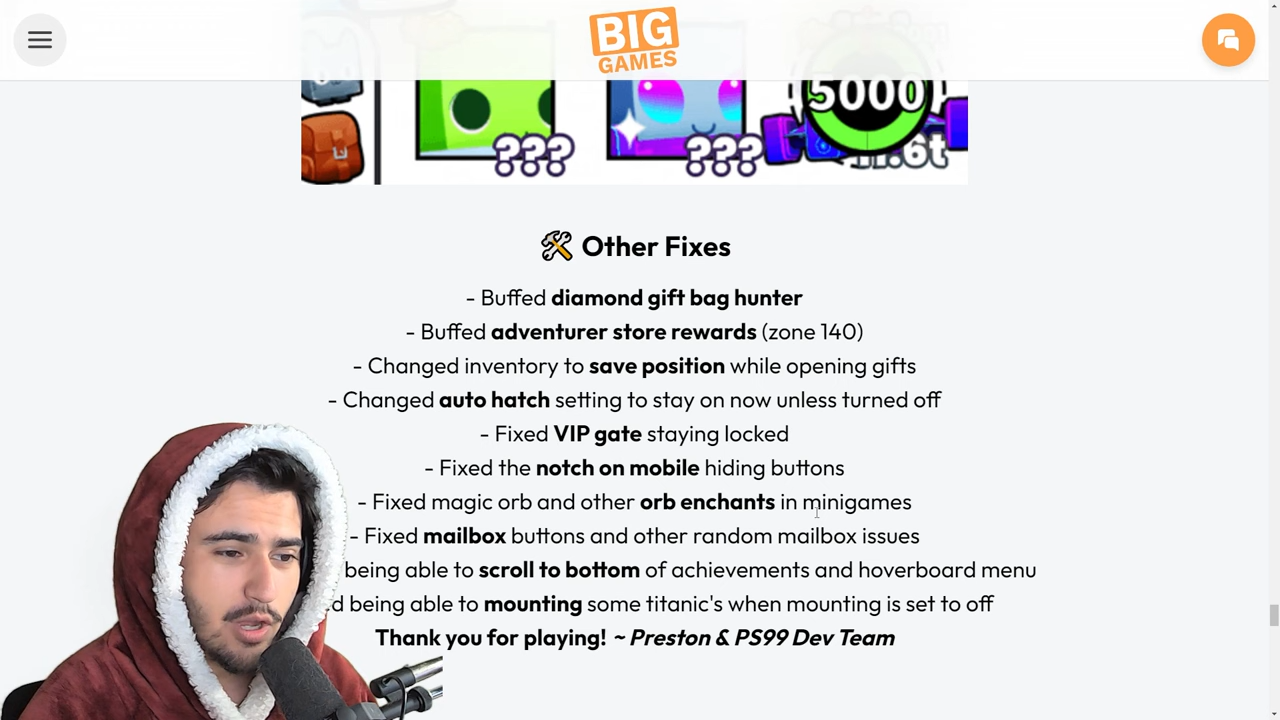 BIG
GAMES
5000
???
???
🛠 Other Fixes
- Buffed diamond gift bag hunter
- Buffed adventurer store rewards (zone 140)
- Changed inventory to save position while opening gifts
- Changed auto hatch setting to stay on now unless turned off
- Fixed VIP gate staying locked
- Fixed the notch on mobile hiding buttons
- Fixed magic orb and other orb enchants in minigames
- Fixed mailbox buttons and other random mailbox issues
being able to scroll to bottom of achievements and hoverboard menu
being able to mounting some titanic's when mounting is set to off
Thank you for playing! ~ Preston & PS99 Dev Team